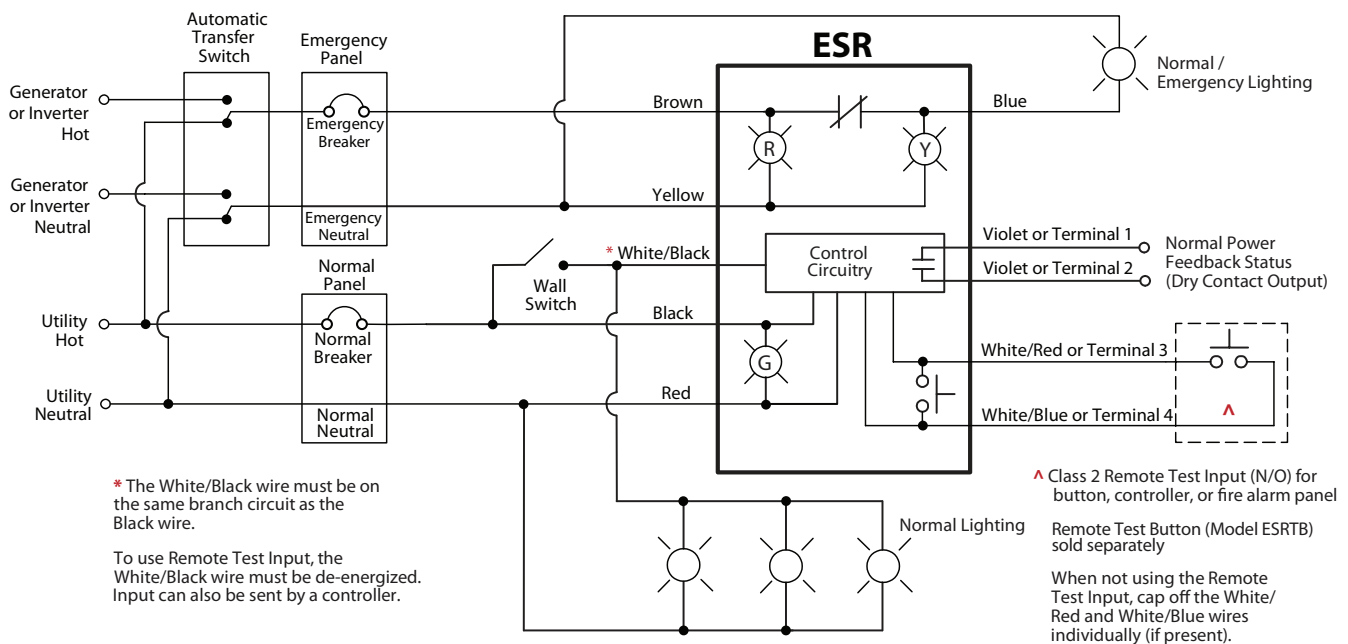 Automatic
Transfer
Switch
Emergency
Panel
ESR
Normal /
Emergency Lighting
Generator
or Inverter
Hot
Brown
Blue
Emergency
Breaker
R
Y
Generator
or Inverter
Neutral
Yellow
Emergency
Neutral
Violet or Terminal 1
Violet or Terminal 2
Normal Power
Feedback Status
(Dry Contact Output)
* White/Black
Control
Circuitry
Normal
Panel
Wall
Switch
Utility
Hot
Normal
Breaker
Black
G
White/Red or Terminal 3
Utility
Neutral
Normal
Neutral
Red
White/Blue or Terminal 4
^
* The White/Black wire must be on
the same branch circuit as the
Black wire.
To use Remote Test Input, the
White/Black wire must be de-energized.
Input can also be sent by a controller.
Normal Lighting
^ Class 2 Remote Test Input (N/O) for
button, controller, or fire alarm panel
Remote Test Button (Model ESRTB)
sold separately
When not using the Remote
Test Input, cap off the White/
Red and White/Blue wires
individually (if present).